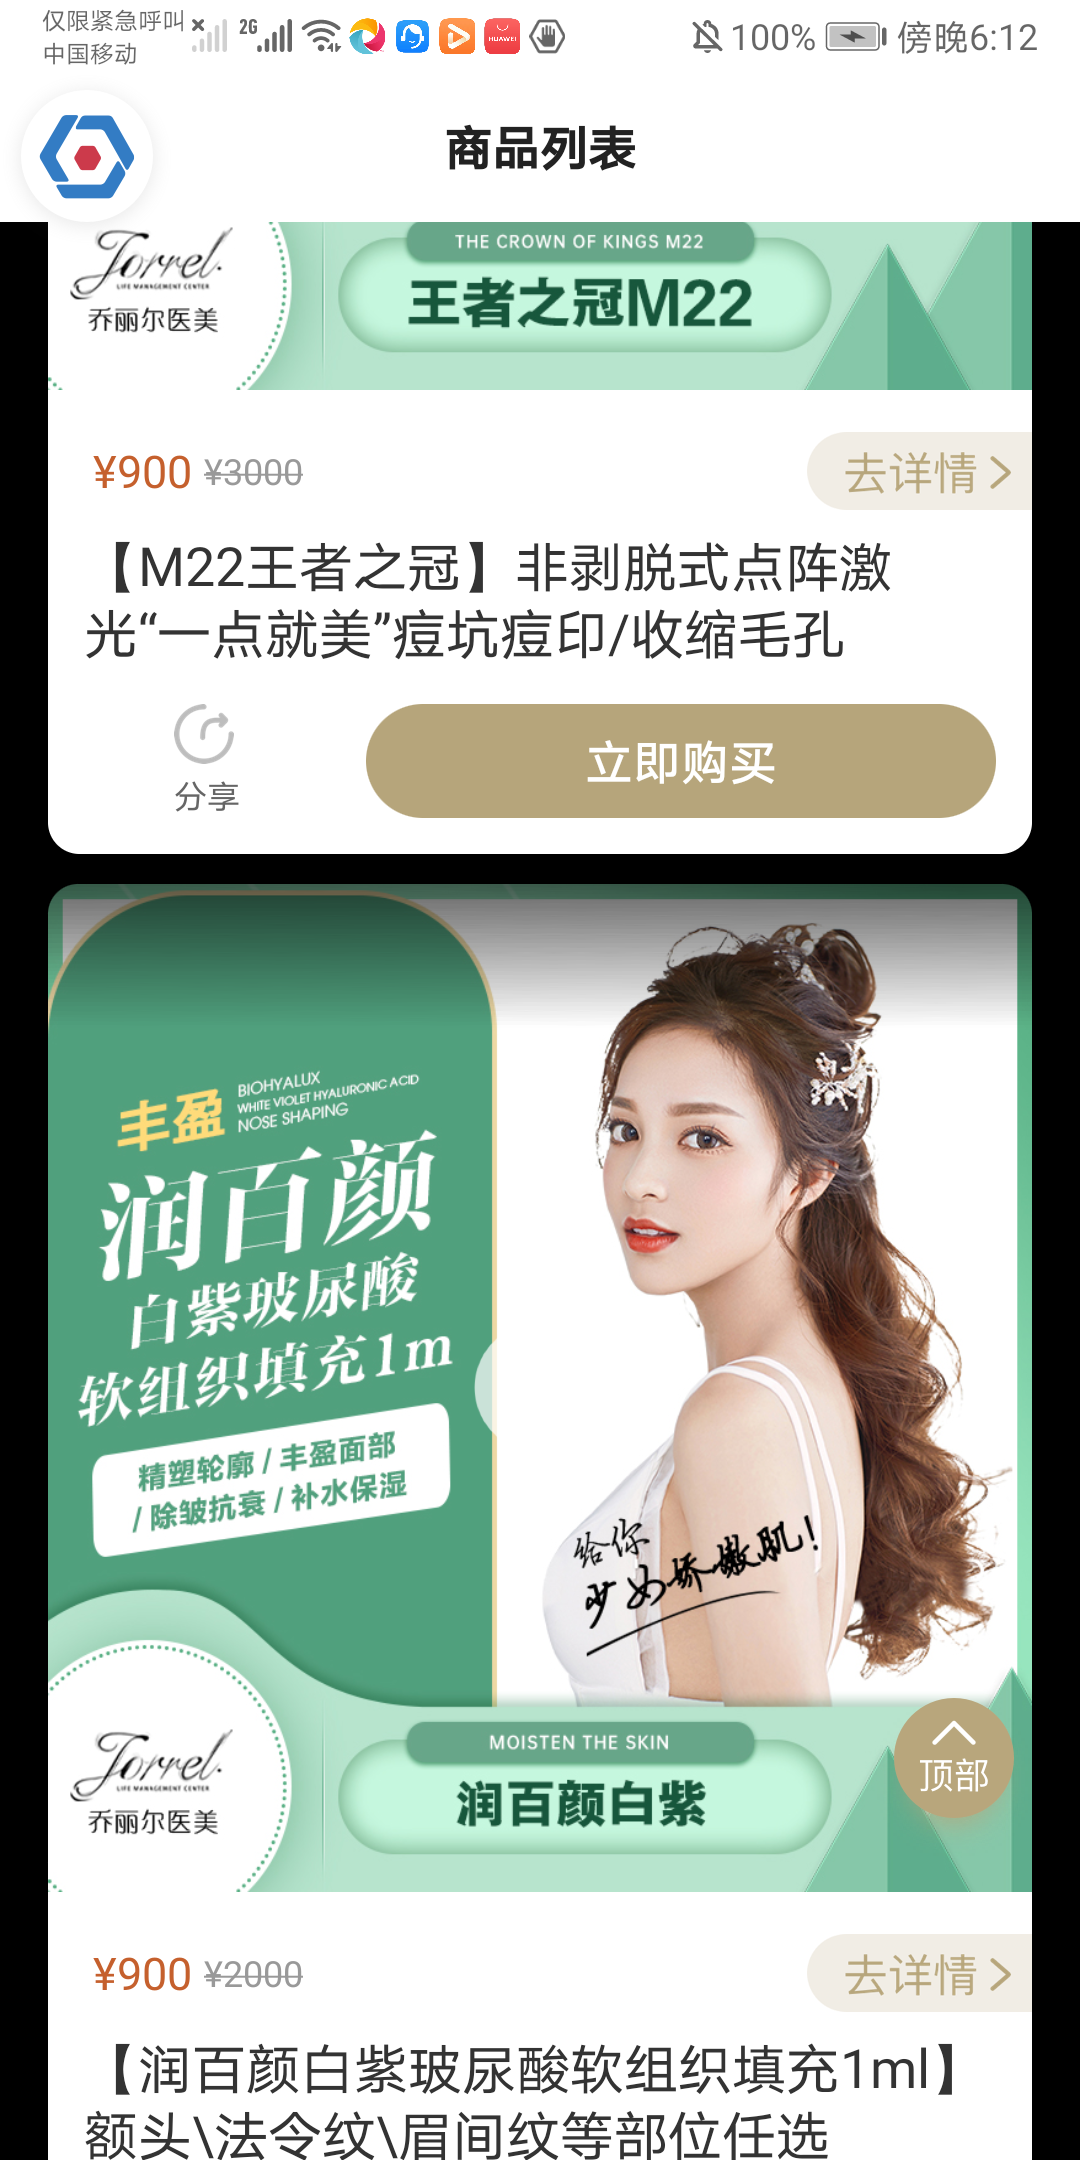 仅限紧急呼叫
2G
HUAWEI
100%
傍晚6:12
中国移动
商品列表
Jorrel.
LIFE MANAGEMENT CENTER
乔丽尔医美
THE CROWN OF KINGS M22
王者之冠M22
¥900 ¥3000
去详情
【M22王者之冠】非剥脱式点阵激
光“一点就美”痘坑痘印/收缩毛孔
分享
立即购买
丰盈
BIOHYALUX
WHITE VIOLET HYALURONIC ACID
NOSE SHAPING
润百颜
白紫玻尿酸
软组织填充1m
精塑轮廓 / 丰盈面部
/ 除皱抗衰 / 补水保湿
给你
少女娇嫩肌!
Jorrel.
LIFE MANAGEMENT CENTER
乔丽尔医美
MOISTEN THE SKIN
润百颜白紫
顶部
¥900 ¥2000
去详情
【润百颜白紫玻尿酸软组织填充1ml】
额头\法令纹\眉间纹等部位任选